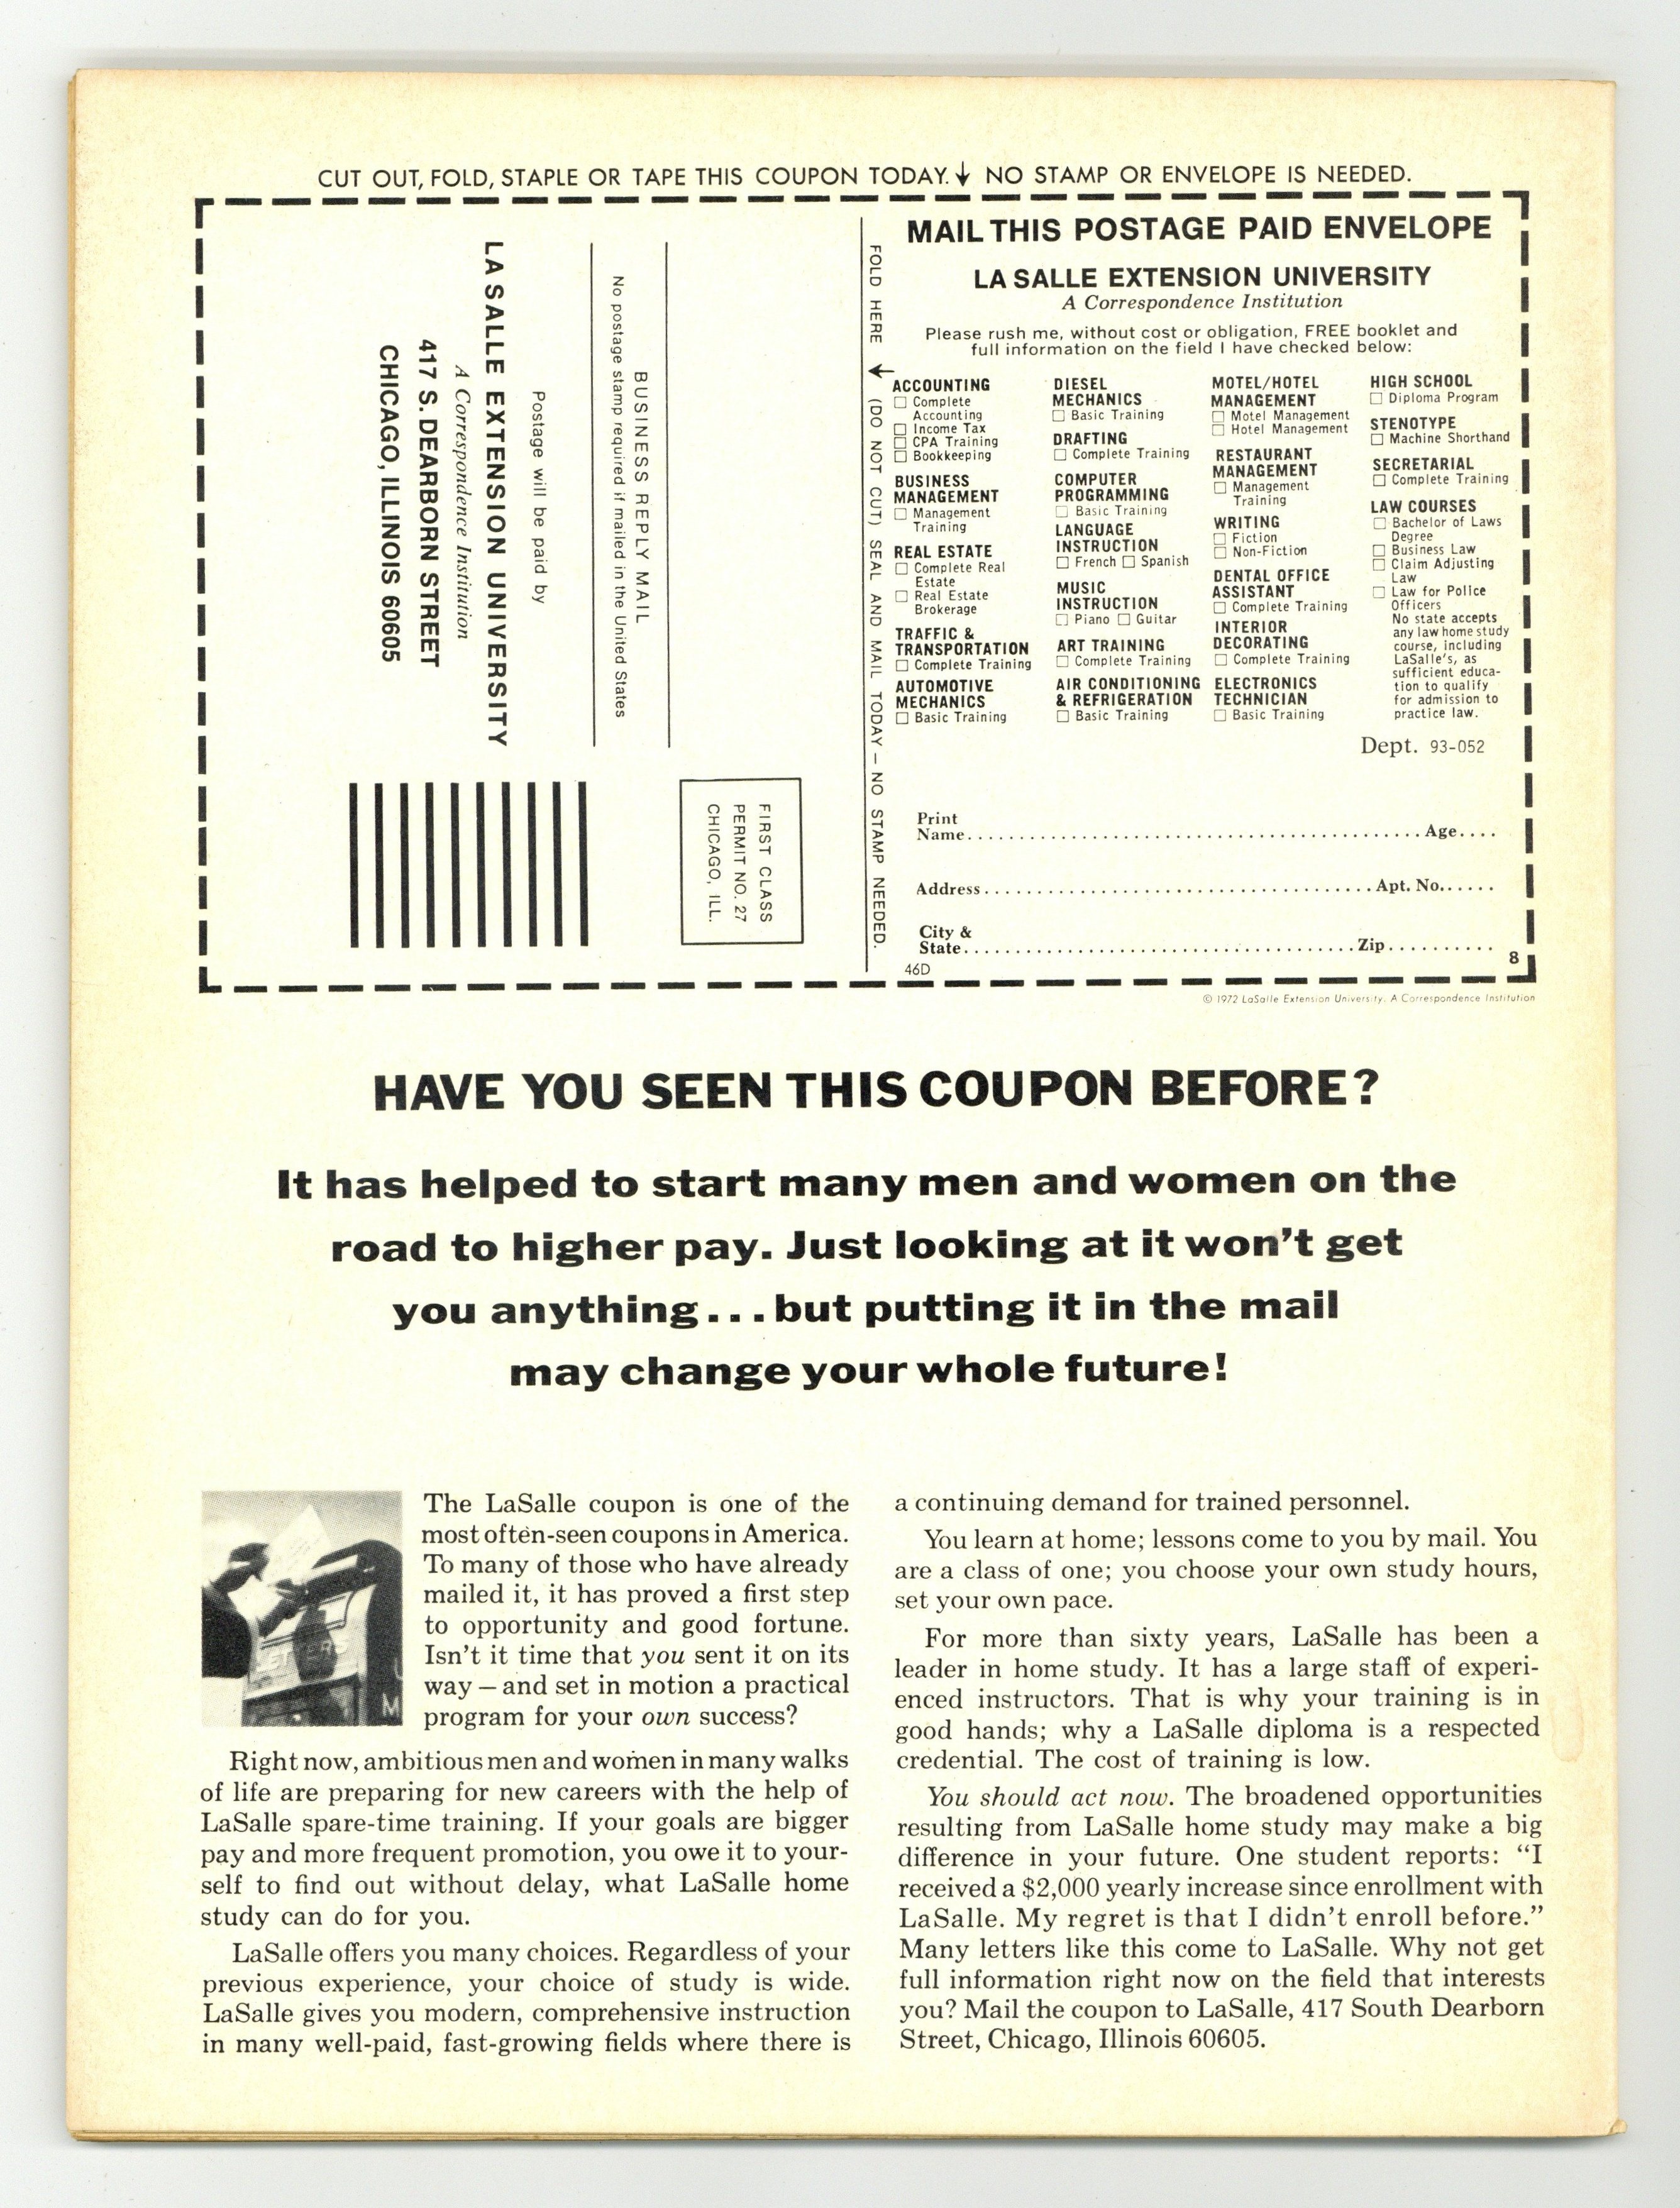 CUT OUT, FOLD, STAPLE OR TAPE THIS COUPON TODAY.↓ NO STAMP OR ENVELOPE IS NEEDED.
BUSINESS REPLY MAIL
No postage stamp required if mailed in the United States
Postage will be paid by
LA SALLE EXTENSION UNIVERSITY
A Correspondence Institution
417 S. DEARBORN STREET
CHICAGO, ILLINOIS 60605
FIRST CLASS
PERMIT NO. 27
CHICAGO, ILL.
FOLD HERE ← (DO NOT CUT) SEAL AND MAIL TODAY — NO STAMP NEEDED.
MAIL THIS POSTAGE PAID ENVELOPE
LA SALLE EXTENSION UNIVERSITY
A Correspondence Institution
Please rush me, without cost or obligation, FREE booklet and
full information on the field I have checked below:
ACCOUNTING
☐ Complete
Accounting
☐ Income Tax
☐ CPA Training
☐ Bookkeeping
BUSINESS
MANAGEMENT
☐ Management
Training
REAL ESTATE
☐ Complete Real
Estate
☐ Real Estate
Brokerage
TRAFFIC &
TRANSPORTATION
☐ Complete Training
AUTOMOTIVE
MECHANICS
☐ Basic Training
DIESEL
MECHANICS
☐ Basic Training
DRAFTING
☐ Complete Training
COMPUTER
PROGRAMMING
☐ Basic Training
LANGUAGE
INSTRUCTION
☐ French ☐ Spanish
MUSIC
INSTRUCTION
☐ Piano ☐ Guitar
ART TRAINING
☐ Complete Training
AIR CONDITIONING
& REFRIGERATION
☐ Basic Training
MOTEL/HOTEL
MANAGEMENT
☐ Motel Management
☐ Hotel Management
RESTAURANT
MANAGEMENT
☐ Management
Training
WRITING
☐ Fiction
☐ Non-Fiction
DENTAL OFFICE
ASSISTANT
☐ Complete Training
INTERIOR
DECORATING
☐ Complete Training
ELECTRONICS
TECHNICIAN
☐ Basic Training
HIGH SCHOOL
☐ Diploma Program
STENOTYPE
☐ Machine Shorthand
SECRETARIAL
☐ Complete Training
LAW COURSES
☐ Bachelor of Laws
Degree
☐ Business Law
☐ Claim Adjusting
Law
☐ Law for Police
Officers
No state accepts
any law home study
course, including
LaSalle's, as
sufficient educa-
tion to qualify
for admission to
practice law.
Dept. 93-052
Print
Name........................................ Age....
Address.................................. Apt. No......
City &
State.................................. Zip..........
46D
8
© 1972 LaSalle Extension University. A Correspondence Institution
HAVE YOU SEEN THIS COUPON BEFORE?
It has helped to start many men and women on the
road to higher pay. Just looking at it won't get
you anything...but putting it in the mail
may change your whole future!
LETTERS
U
M
The LaSalle coupon is one of the
most often-seen coupons in America.
To many of those who have already
mailed it, it has proved a first step
to opportunity and good fortune.
Isn't it time that you sent it on its
way — and set in motion a practical
program for your own success?
Right now, ambitious men and women in many walks
of life are preparing for new careers with the help of
LaSalle spare-time training. If your goals are bigger
pay and more frequent promotion, you owe it to your-
self to find out without delay, what LaSalle home
study can do for you.
LaSalle offers you many choices. Regardless of your
previous experience, your choice of study is wide.
LaSalle gives you modern, comprehensive instruction
in many well-paid, fast-growing fields where there is
a continuing demand for trained personnel.
You learn at home; lessons come to you by mail. You
are a class of one; you choose your own study hours,
set your own pace.
For more than sixty years, LaSalle has been a
leader in home study. It has a large staff of experi-
enced instructors. That is why your training is in
good hands; why a LaSalle diploma is a respected
credential. The cost of training is low.
You should act now. The broadened opportunities
resulting from LaSalle home study may make a big
difference in your future. One student reports: "I
received a $2,000 yearly increase since enrollment with
LaSalle. My regret is that I didn't enroll before."
Many letters like this come to LaSalle. Why not get
full information right now on the field that interests
you? Mail the coupon to LaSalle, 417 South Dearborn
Street, Chicago, Illinois 60605.